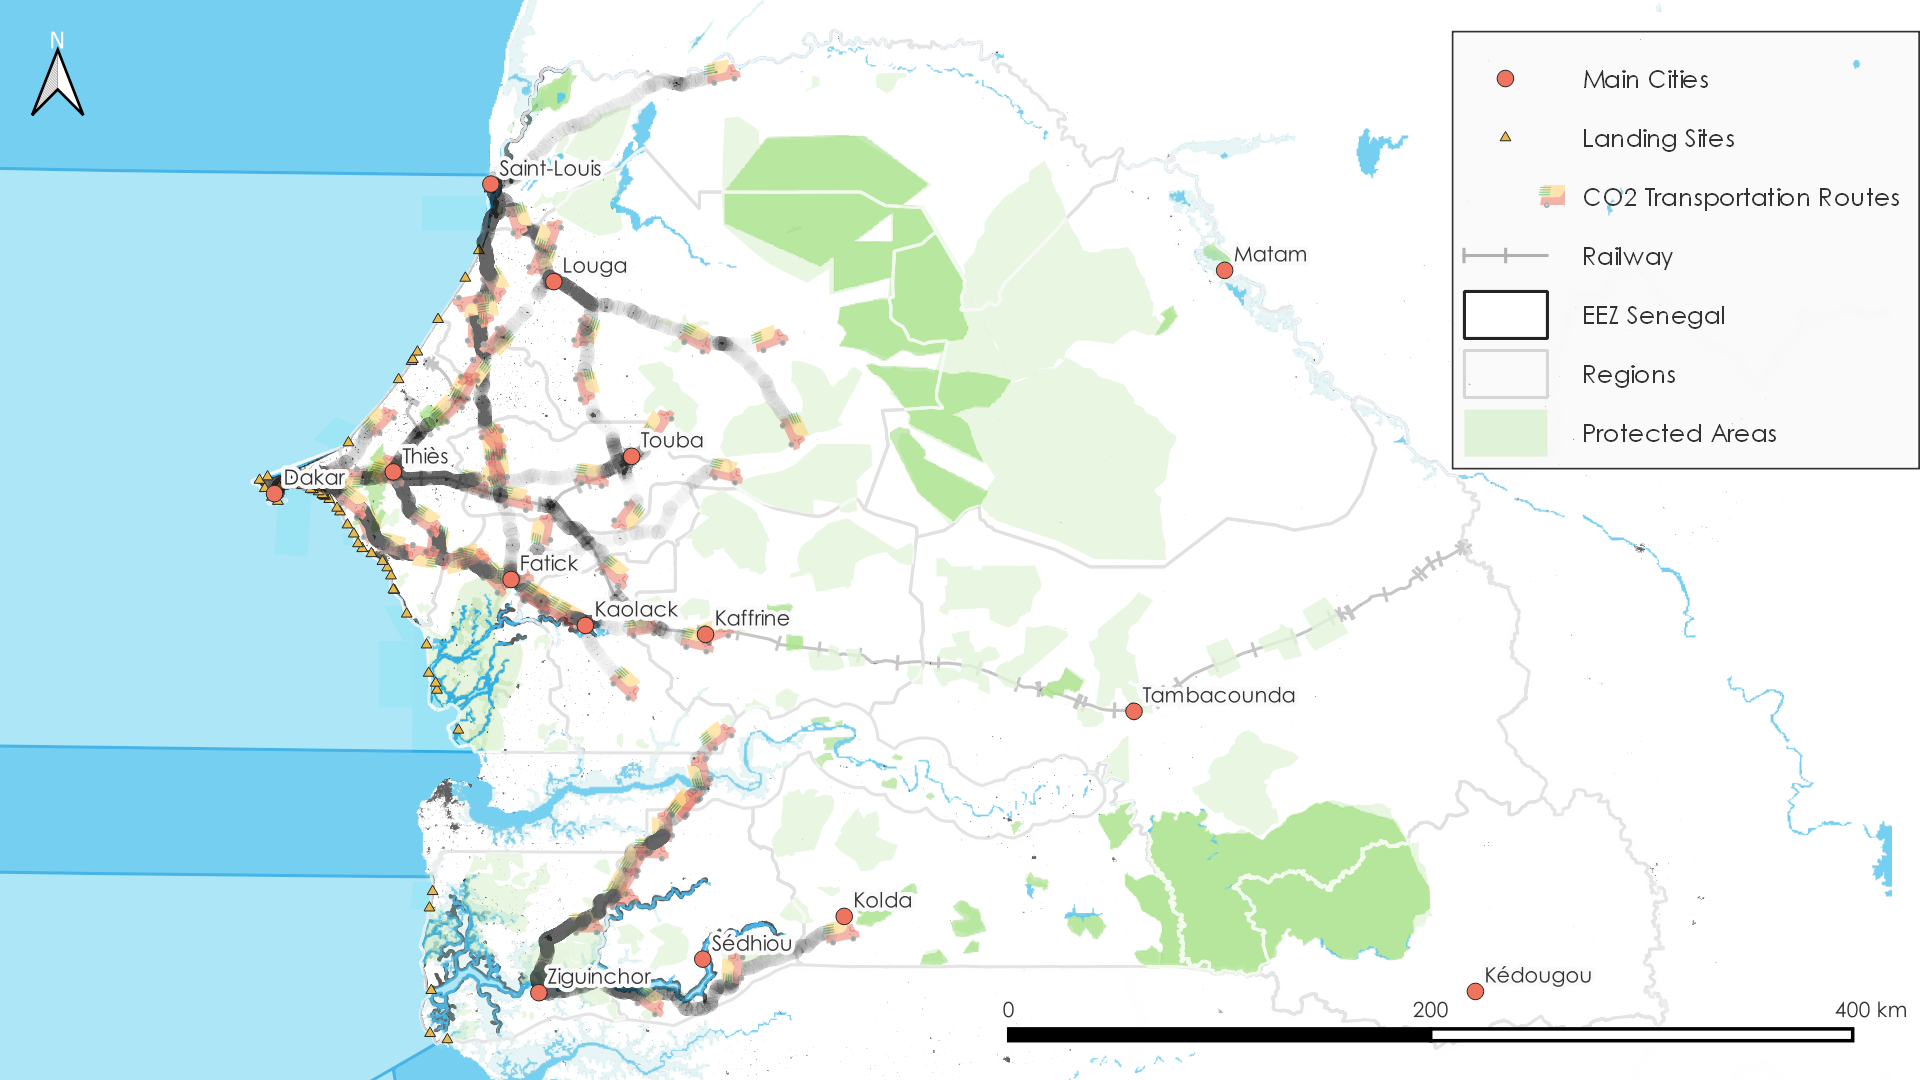 N
Main Cities
Landing Sites
CO2 Transportation Routes
Railway
EEZ Senegal
Regions
Protected Areas
Saint-Louis
Louga
Matam
Touba
Thiès
Dakar
Fatick
Kaolack
Kaffrine
Tambacounda
Kolda
Sédhiou
Ziguinchor
Kédougou
0 200 400 km